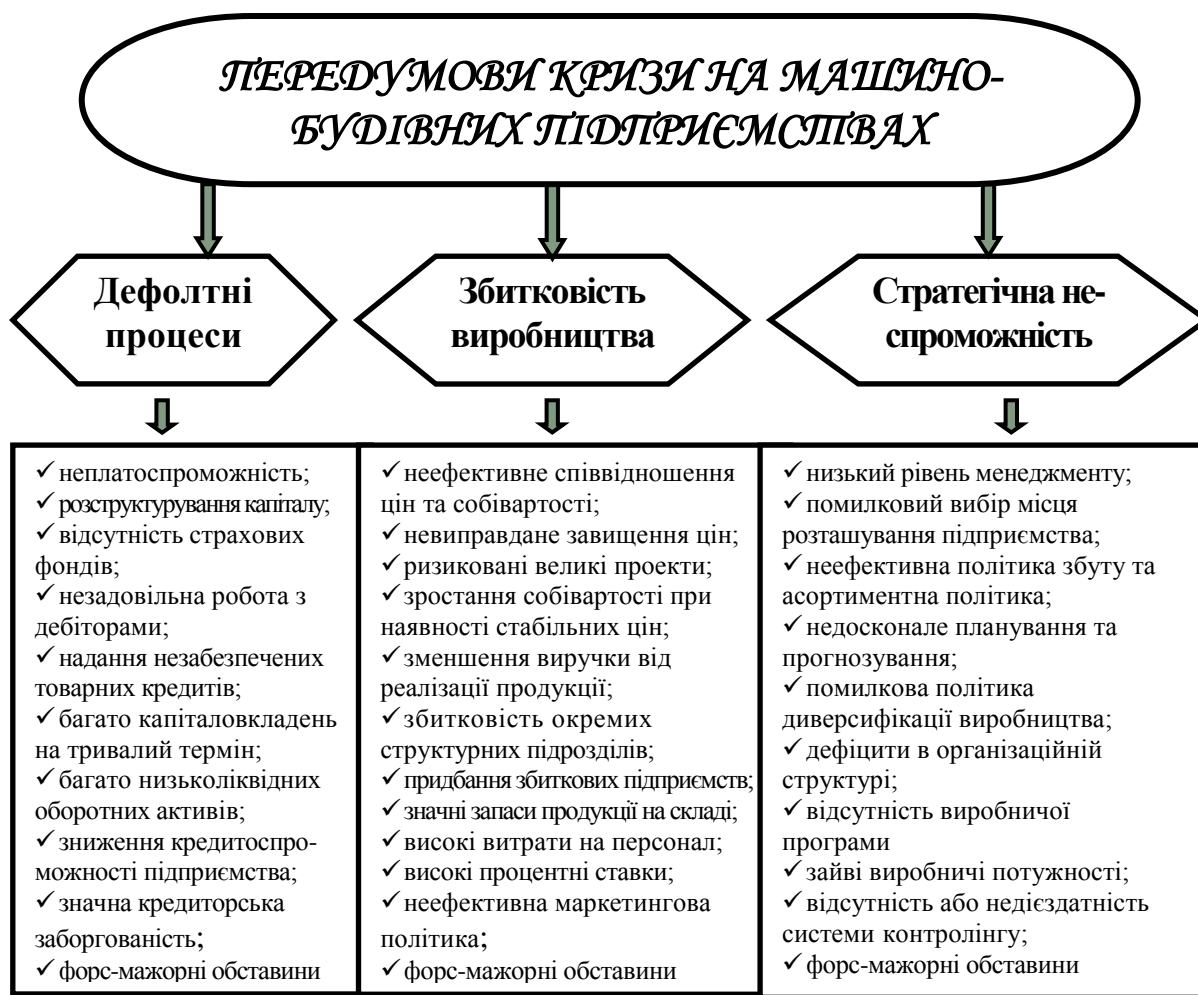 ПЕРЕДУМОВИ КРИЗИ НА МАШИНО-
БУДІВНИХ ПІДПРИЄМСТВАХ
Дефолтні
процеси
Збитковість
виробництва
Стратегічна не-
спроможність
✓ неплатоспроможність;
✓ розструктурування капіталу;
✓ відсутність страхових
фондів;
✓ незадовільна робота з
дебіторами;
✓ надання незабезпечених
товарних кредитів;
✓ багато капіталовкладень
на тривалий термін;
✓ багато низьколіквідних
оборотних активів;
✓ зниження кредитоспро-
можності підприємства;
✓ значна кредиторська
заборгованість;
✓ форс-мажорні обставини
✓ неефективне співвідношення
цін та собівартості;
✓ невиправдане завищення цін;
✓ ризиковані великі проекти;
✓ зростання собівартості при
наявності стабільних цін;
✓ зменшення виручки від
реалізації продукції;
✓ збитковість окремих
структурних підрозділів;
✓ придбання збиткових підприємств;
✓ значні запаси продукції на складі;
✓ високі витрати на персонал;
✓ високі процентні ставки;
✓ неефективна маркетингова
політика;
✓ форс-мажорні обставини
✓ низький рівень менеджменту;
✓ помилковий вибір місця
розташування підприємства;
✓ неефективна політика збуту та
асортиментна політика;
✓ недосконале планування та
прогнозування;
✓ помилкова політика
диверсифікації виробництва;
✓ дефіцити в організаційній
структурі;
✓ відсутність виробничої
програми
✓ зайві виробничі потужності;
✓ відсутність або недієздатність
системи контролінгу;
✓ форс-мажорні обставини